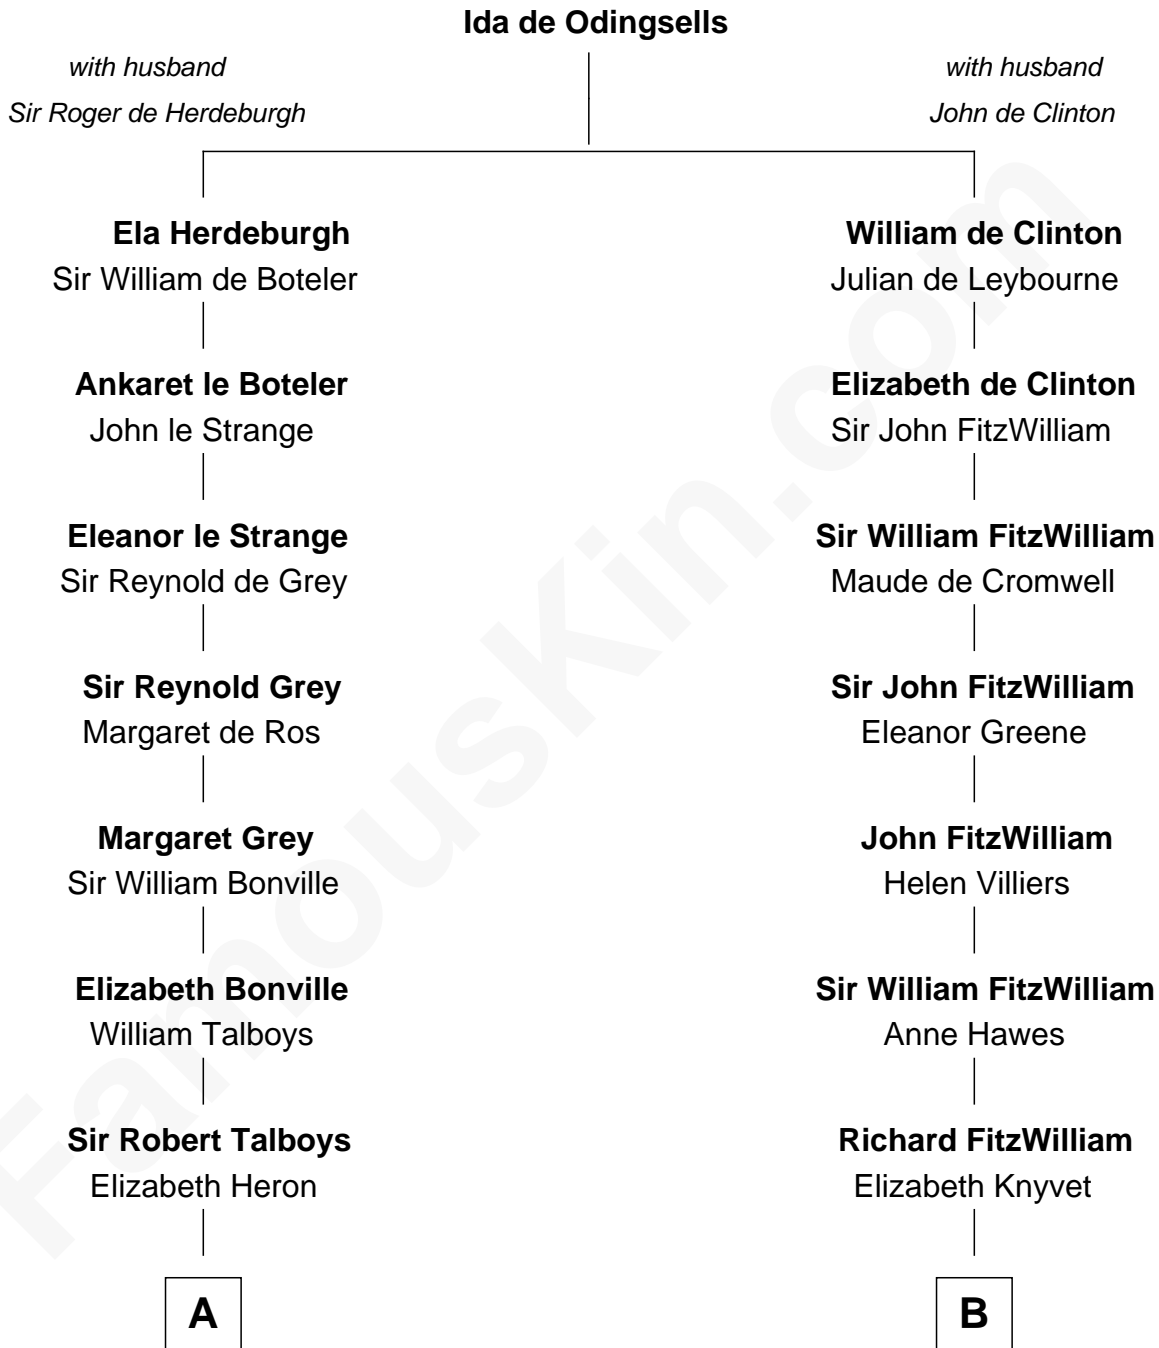 Ida de Odingsells
with husband
Sir Roger de Herdeburgh
with husband
John de Clinton
Ela Herdeburgh
Sir William de Boteler
William de Clinton
Julian de Leybourne
Ankaret le Boteler
John le Strange
Elizabeth de Clinton
Sir John FitzWilliam
Eleanor le Strange
Sir Reynold de Grey
Sir William FitzWilliam
Maude de Cromwell
Sir Reynold Grey
Margaret de Ros
Sir John FitzWilliam
Eleanor Greene
Margaret Grey
Sir William Bonville
John FitzWilliam
Helen Villiers
Elizabeth Bonville
William Talboys
Sir William FitzWilliam
Anne Hawes
Sir Robert Talboys
Elizabeth Heron
Richard FitzWilliam
Elizabeth Knyvet
A
B
FamousKin.com